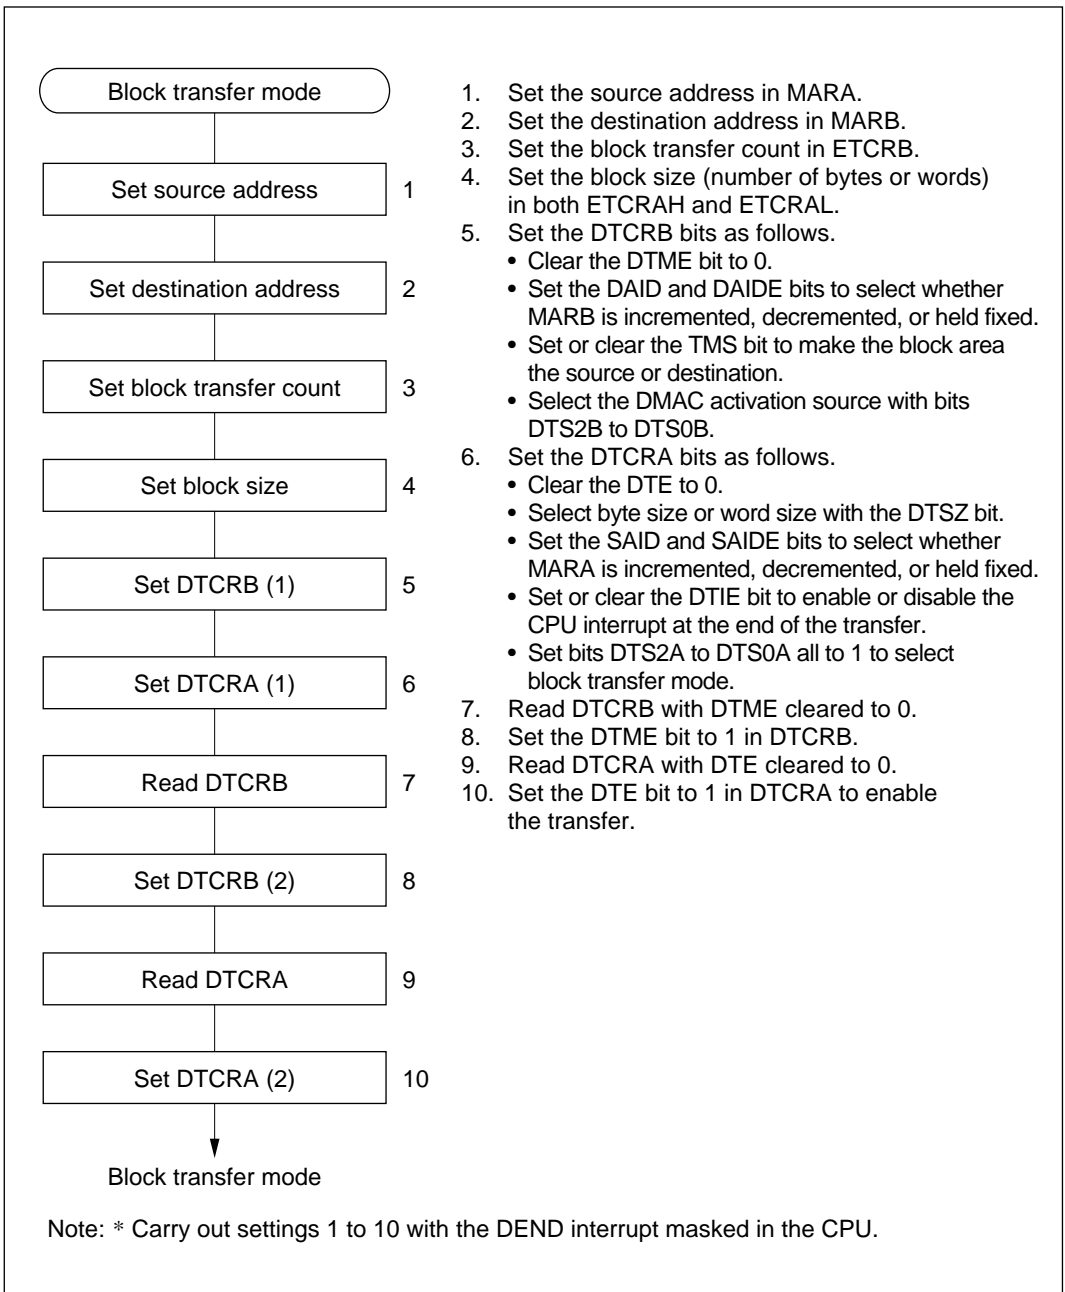 Block transfer mode
Set source address 1
Set destination address 2
Set block transfer count 3
Set block size 4
Set DTCRB (1) 5
Set DTCRA (1) 6
Read DTCRB 7
Set DTCRB (2) 8
Read DTCRA 9
Set DTCRA (2) 10
Block transfer mode
1. Set the source address in MARA.
2. Set the destination address in MARB.
3. Set the block transfer count in ETCRB.
4. Set the block size (number of bytes or words)
in both ETCRAH and ETCRAL.
5. Set the DTCRB bits as follows.
• Clear the DTME bit to 0.
• Set the DAID and DAIDE bits to select whether
MARB is incremented, decremented, or held fixed.
• Set or clear the TMS bit to make the block area
the source or destination.
• Select the DMAC activation source with bits
DTS2B to DTS0B.
6. Set the DTCRA bits as follows.
• Clear the DTE to 0.
• Select byte size or word size with the DTSZ bit.
• Set the SAID and SAIDE bits to select whether
MARA is incremented, decremented, or held fixed.
• Set or clear the DTIE bit to enable or disable the
CPU interrupt at the end of the transfer.
• Set bits DTS2A to DTS0A all to 1 to select
block transfer mode.
7. Read DTCRB with DTME cleared to 0.
8. Set the DTME bit to 1 in DTCRB.
9. Read DTCRA with DTE cleared to 0.
10. Set the DTE bit to 1 in DTCRA to enable
the transfer.
Note: * Carry out settings 1 to 10 with the DEND interrupt masked in the CPU.